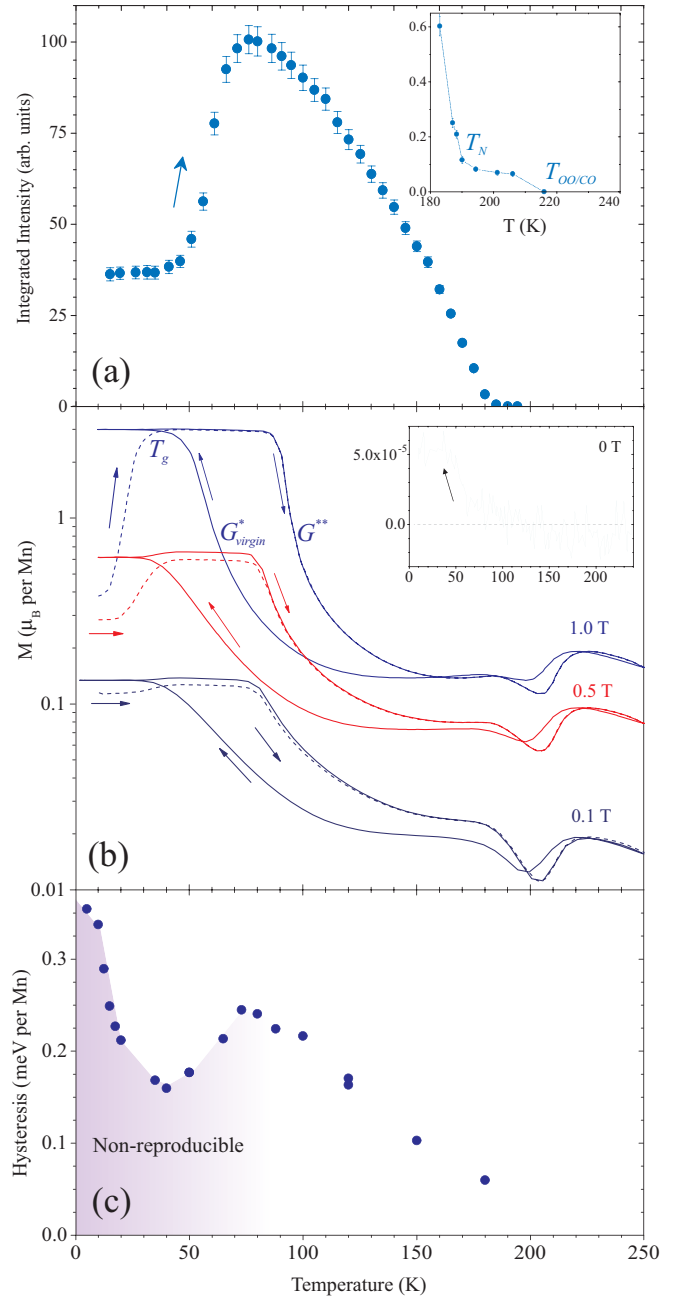 100
75
50
25
0
Integrated Intensity (arb. units)
(a)
0.6
0.4
0.2
0.0
180
200
220
240
T (K)
T_N
T_OO/CO
1
0.1
0.01
M (μ_B per Mn)
(b)
T_g
G*_virgin
G**
5.0x10^-5
0.0
0 T
0
50
100
150
200
1.0 T
0.5 T
0.1 T
0.3
0.2
0.1
0.0
Hysteresis (meV per Mn)
Non-reproducible
(c)
0
50
100
150
200
250
Temperature (K)